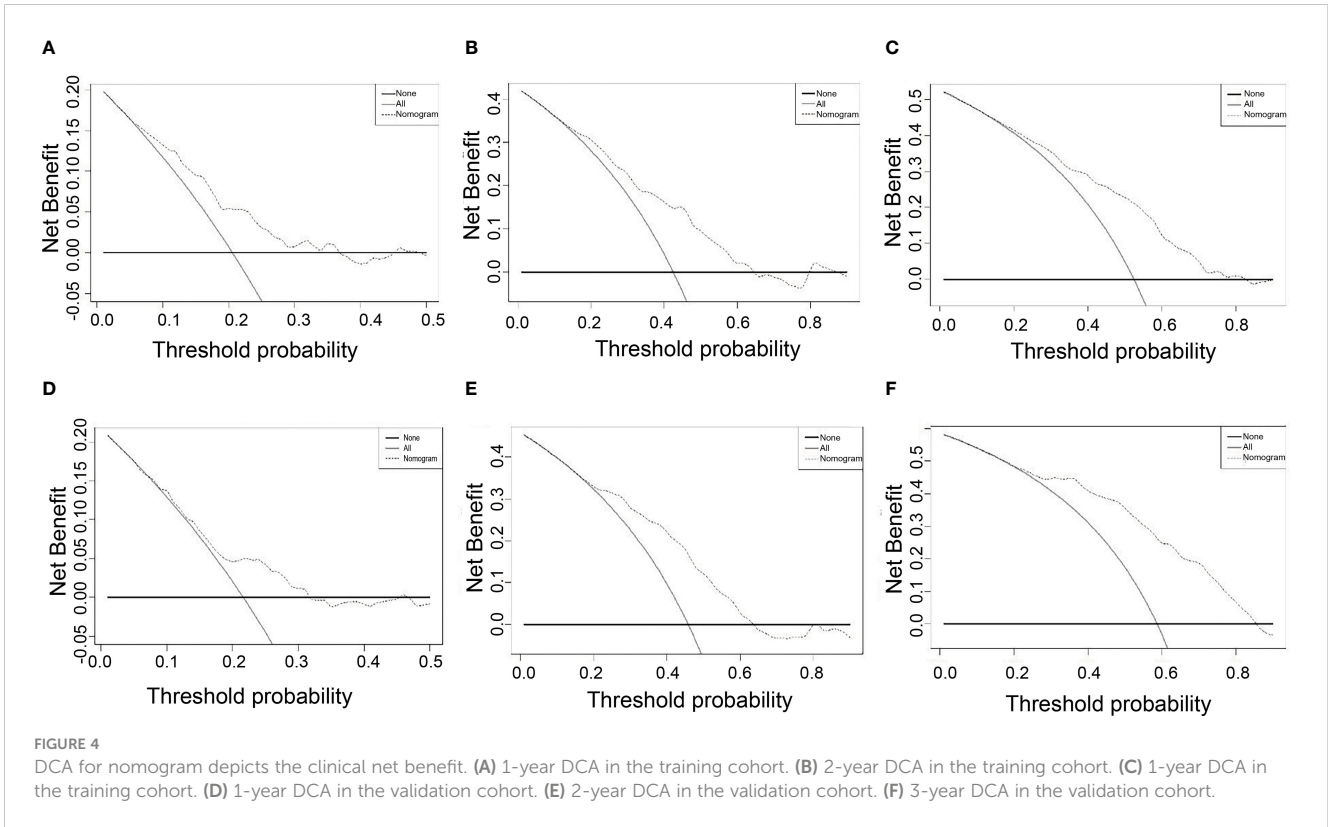 A
B
C
Net Benefit
-0.05 0.00 0.05 0.10 0.15 0.20
None
All
Nomogram
0.0 0.1 0.2 0.3 0.4 0.5
Threshold probability
Net Benefit
0.0 0.1 0.2 0.3 0.4
None
All
Nomogram
0.0 0.2 0.4 0.6 0.8
Threshold probability
Net Benefit
0.0 0.1 0.2 0.3 0.4 0.5
None
All
Nomogram
0.0 0.2 0.4 0.6 0.8
Threshold probability
D
E
F
Net Benefit
-0.05 0.00 0.05 0.10 0.15 0.20
None
All
Nomogram
0.0 0.1 0.2 0.3 0.4 0.5
Threshold probability
Net Benefit
0.0 0.1 0.2 0.3 0.4
None
All
Nomogram
0.0 0.2 0.4 0.6 0.8
Threshold probability
Net Benefit
0.0 0.1 0.2 0.3 0.4 0.5
None
All
Nomogram
0.0 0.2 0.4 0.6 0.8
Threshold probability
FIGURE 4
DCA for nomogram depicts the clinical net benefit. (A) 1-year DCA in the training cohort. (B) 2-year DCA in the training cohort. (C) 1-year DCA in
the training cohort. (D) 1-year DCA in the validation cohort. (E) 2-year DCA in the validation cohort. (F) 3-year DCA in the validation cohort.